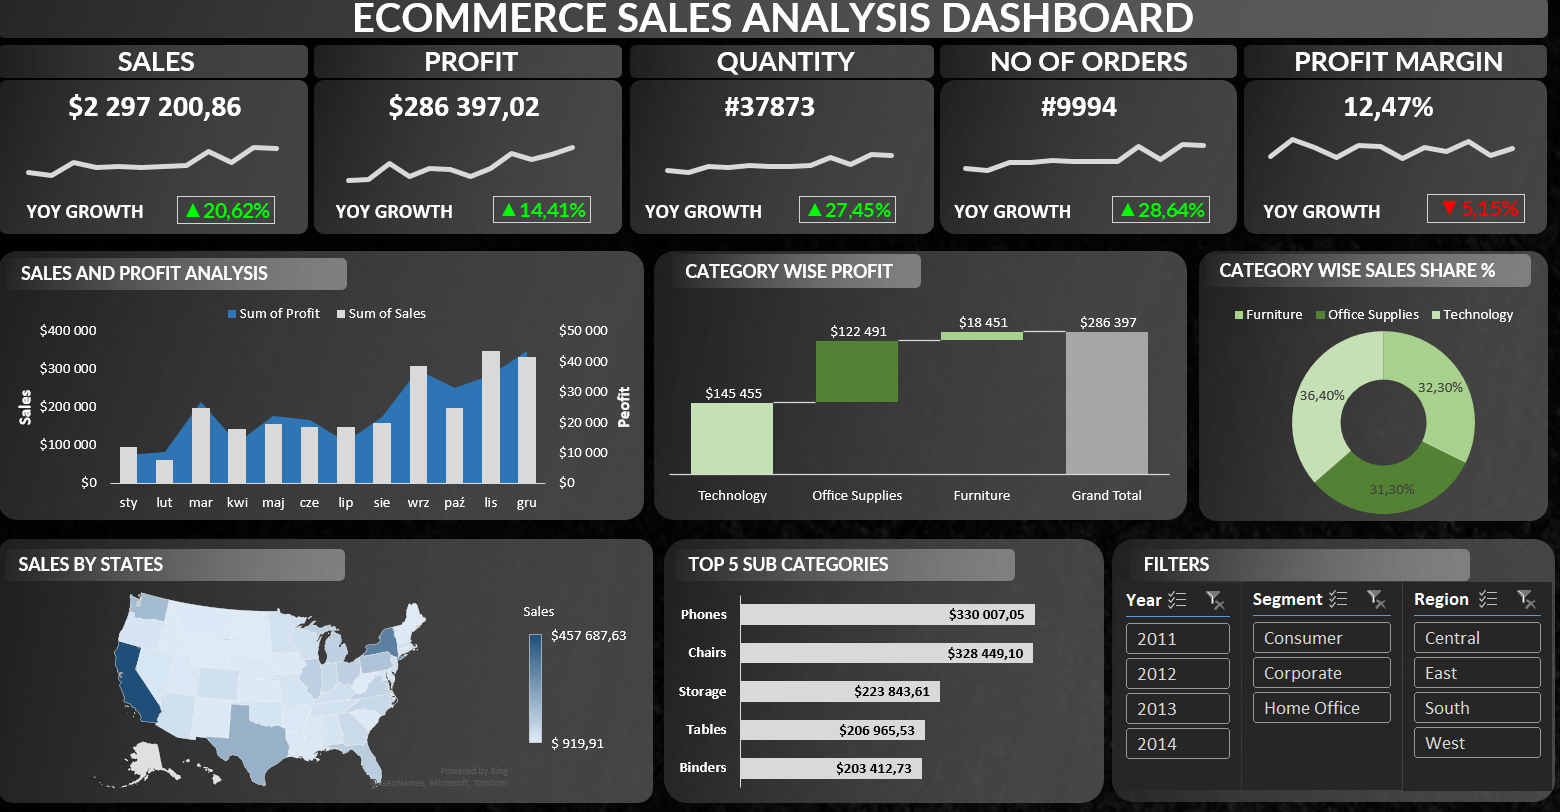 ECOMMERCE SALES ANALYSIS DASHBOARD
SALES
$2 297 200,86
YOY GROWTH ▲20,62%
PROFIT
$286 397,02
YOY GROWTH ▲14,41%
QUANTITY
#37873
YOY GROWTH ▲27,45%
NO OF ORDERS
#9994
YOY GROWTH ▲28,64%
PROFIT MARGIN
12,47%
YOY GROWTH ▼5,15%
SALES AND PROFIT ANALYSIS
Sum of Profit Sum of Sales
Sales
$400 000
$300 000
$200 000
$100 000
$0
$50 000
$40 000
$30 000
$20 000
$10 000
$0
Peofit
sty lut mar kwi maj cze lip sie wrz paź lis gru
CATEGORY WISE PROFIT
$145 455
$122 491
$18 451
$286 397
Technology Office Supplies Furniture Grand Total
CATEGORY WISE SALES SHARE %
Furniture Office Supplies Technology
32,30%
36,40%
31,30%
SALES BY STATES
Sales
$457 687,63
$ 919,91
Powered by Bing
GeoNames, Microsoft, TomTom
TOP 5 SUB CATEGORIES
Phones $330 007,05
Chairs $328 449,10
Storage $223 843,61
Tables $206 965,53
Binders $203 412,73
FILTERS
Year
2011
2012
2013
2014
Segment
Consumer
Corporate
Home Office
Region
Central
East
South
West